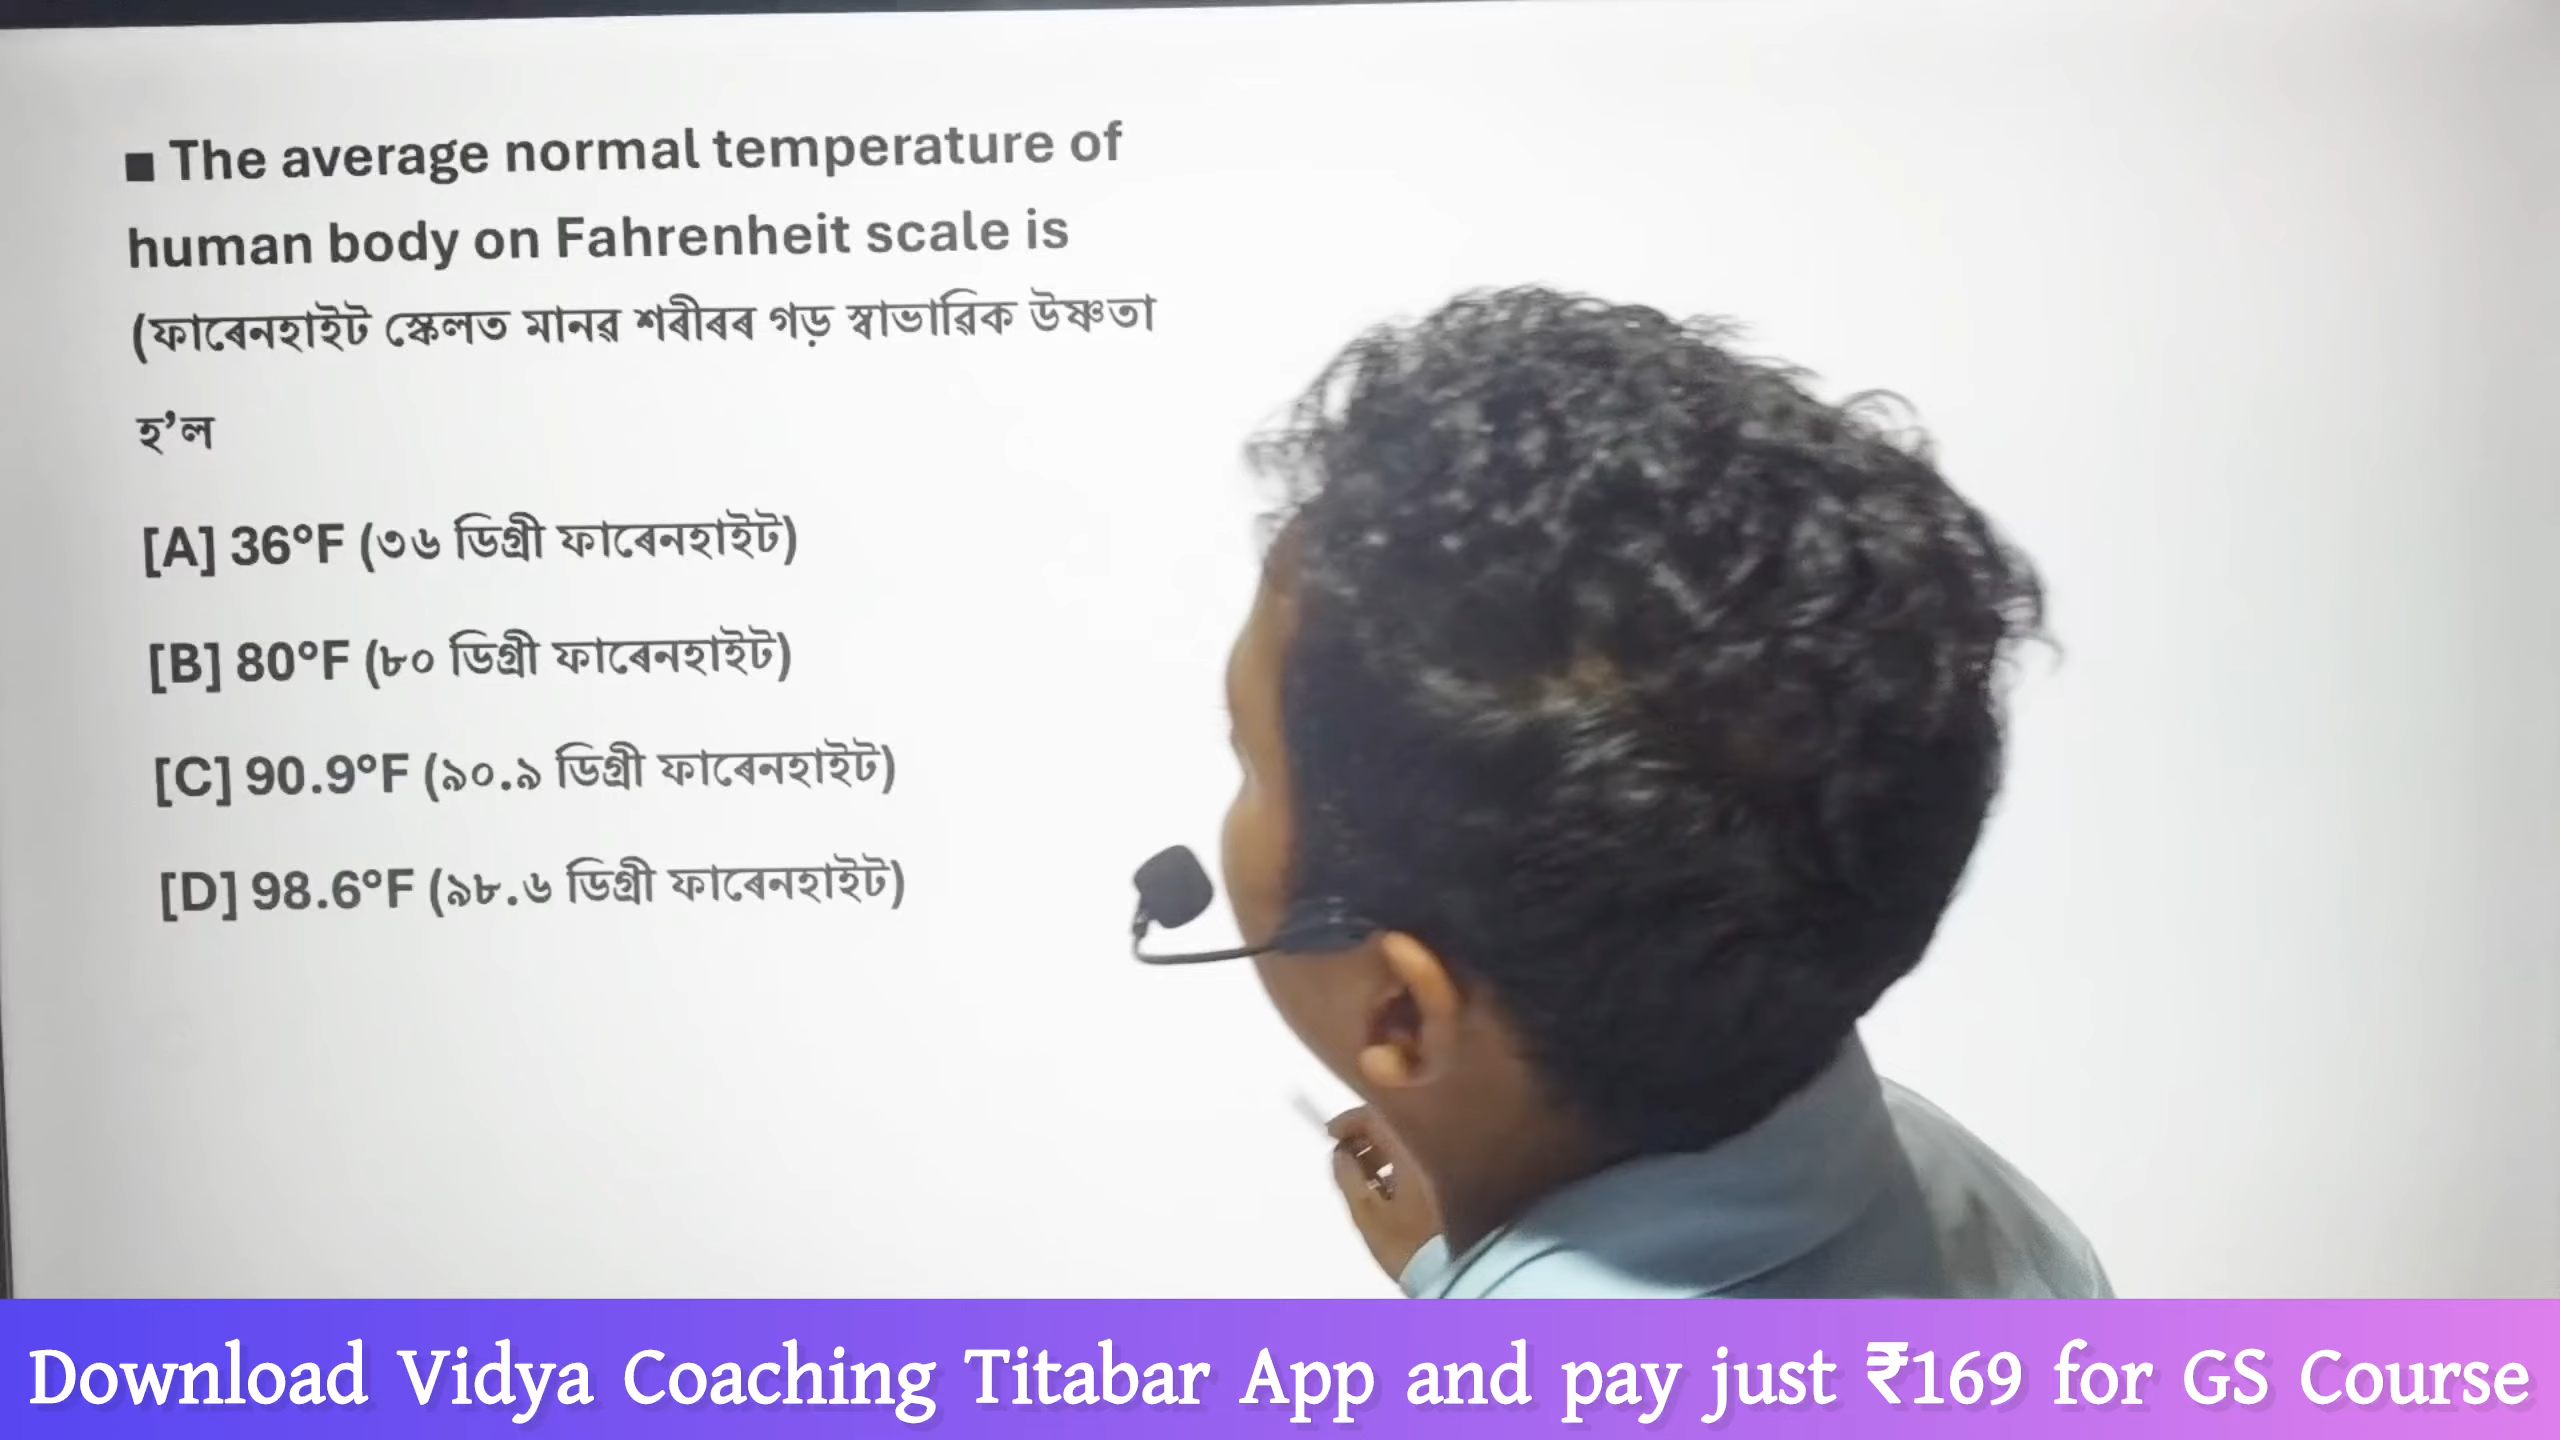 ■ The average normal temperature of
human body on Fahrenheit scale is
(ফাৰেনহাইট স্কেলত মানৱ শৰীৰৰ গড় স্বাভাৱিক উষ্ণতা
হ’ল
[A] 36°F (৩৬ ডিগ্ৰী ফাৰেনহাইট)
[B] 80°F (৮০ ডিগ্ৰী ফাৰেনহাইট)
[C] 90.9°F (৯০.৯ ডিগ্ৰী ফাৰেনহাইট)
[D] 98.6°F (৯৮.৬ ডিগ্ৰী ফাৰেনহাইট)
Download Vidya Coaching Titabar App and pay just ₹169 for GS Course